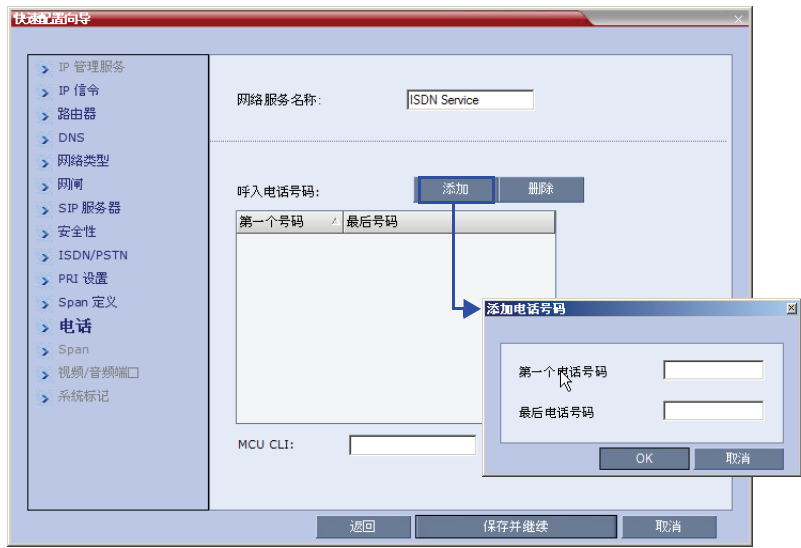 快速配置向导
IP 管理服务
IP 信令
路由器
DNS
网络类型
网闸
SIP 服务器
安全性
ISDN/PSTN
PRI 设置
Span 定义
电话
Span
视频/音频端口
系统标记
网络服务名称:
ISDN Service
呼入电话号码:
添加
删除
第一个号码
最后号码
MCU CLI:
添加电话号码
第一个电话号码
最后电话号码
OK
取消
返回
保存并继续
取消